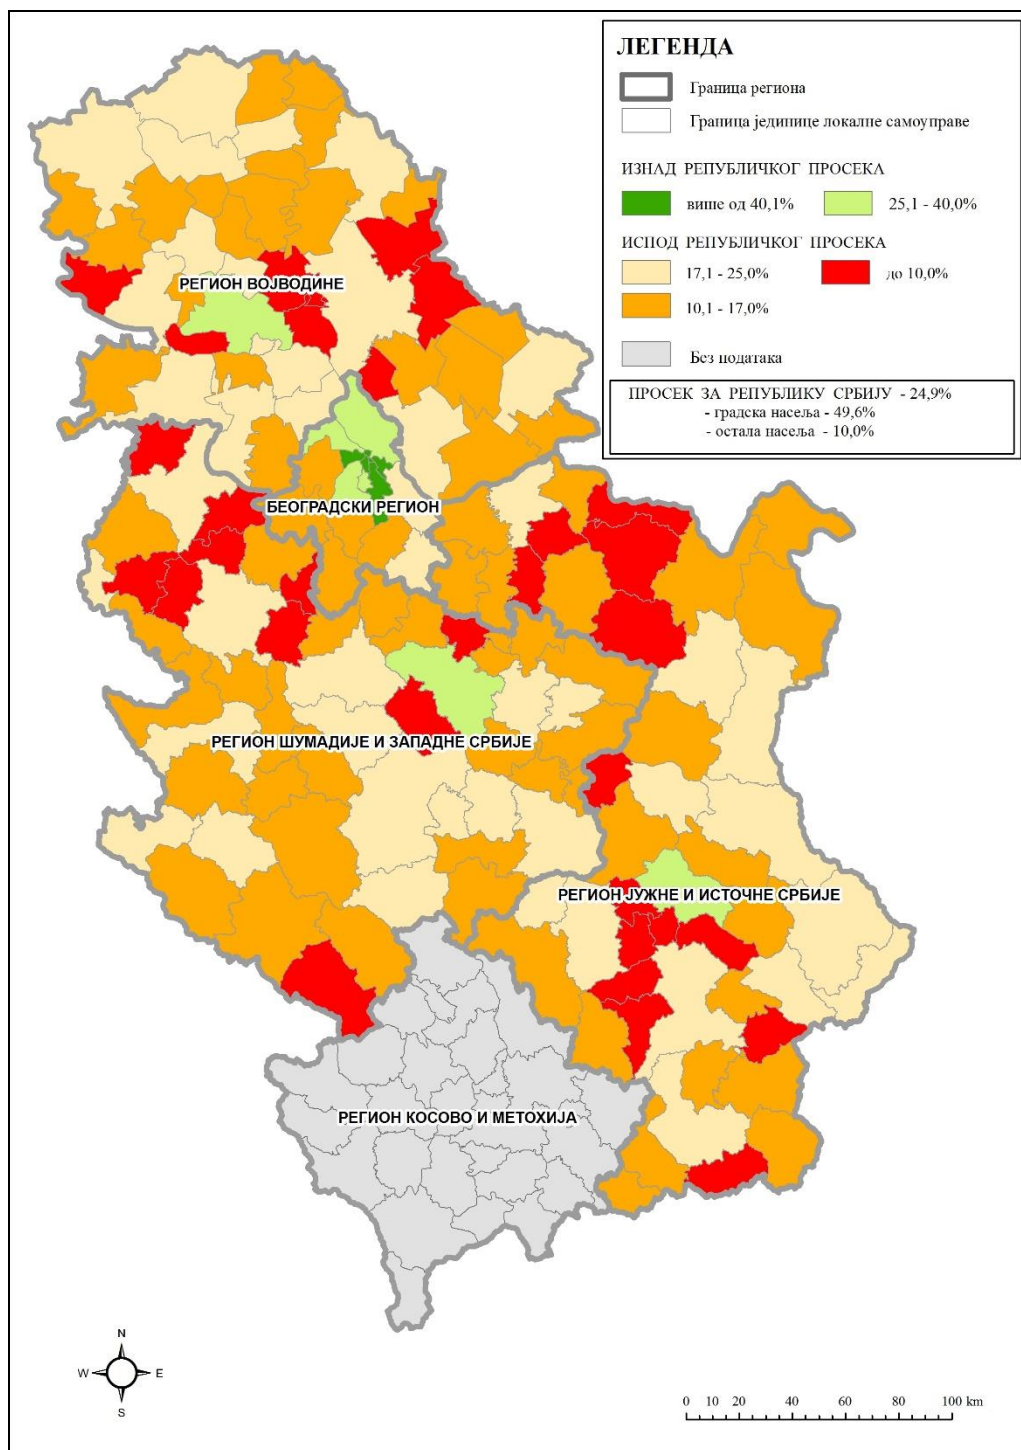 ЛЕГЕНДА
Граница региона
Граница јединице локалне самоуправе
ИЗНАД РЕПУБЛИЧКОГ ПРОСЕКА
више од 40,1%
25,1 - 40,0%
ИСПОД РЕПУБЛИЧКОГ ПРОСЕКА
17,1 - 25,0%
до 10,0%
10,1 - 17,0%
Без података
ПРОСЕК ЗА РЕПУБЛИКУ СРБИЈУ - 24,9%
- градска насеља - 49,6%
- остала насеља - 10,0%
РЕГИОН ВОЈВОДИНЕ
БЕОГРАДСКИ РЕГИОН
РЕГИОН ШУМАДИЈЕ И ЗАПАДНЕ СРБИЈЕ
РЕГИОН ЈУЖНЕ И ИСТОЧНЕ СРБИЈЕ
РЕГИОН КОСОВО И МЕТОХИЈА
N
W E
S
0 10 20 40 60 80 100 km